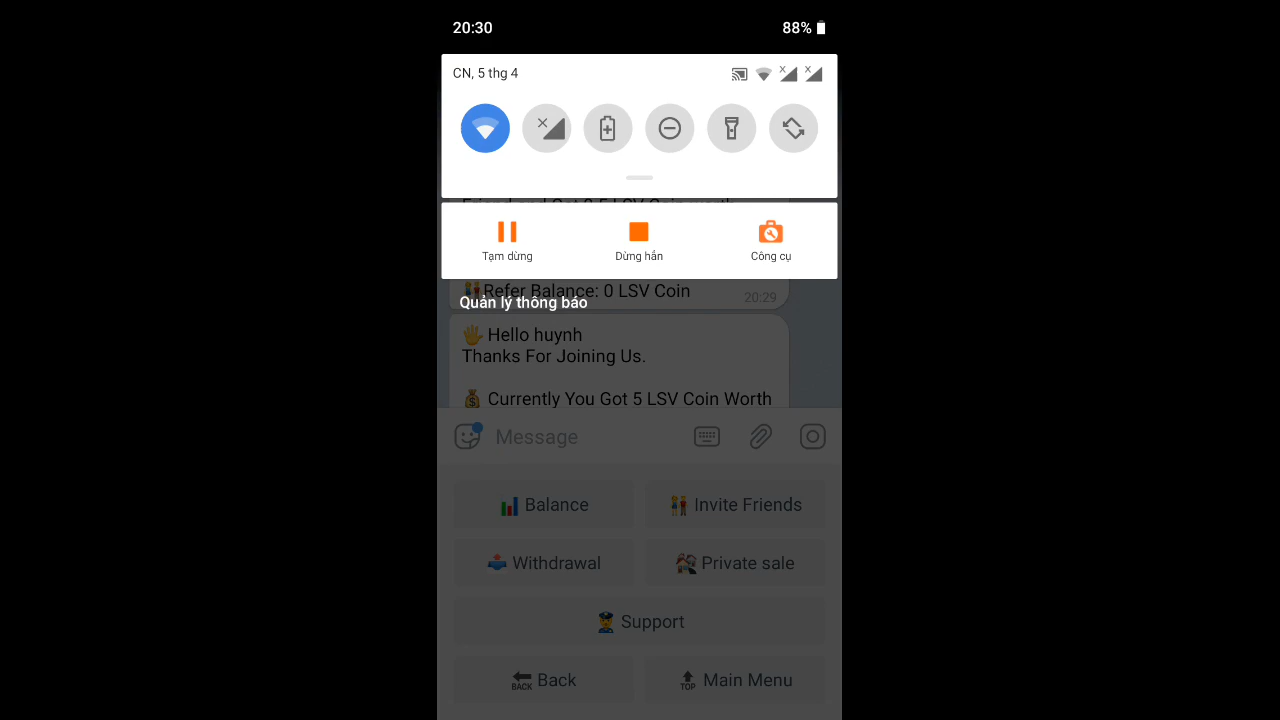 20:30
88%
CN, 5 thg 4
Tạm dừng
Dừng hẳn
Công cụ
Refer Balance: 0 LSV Coin
20:29
Quản lý thông báo
Hello huynh
Thanks For Joining Us.
Currently You Got 5 LSV Coin Worth
Message
Balance
Invite Friends
Withdrawal
Private sale
Support
BACK Back
TOP Main Menu